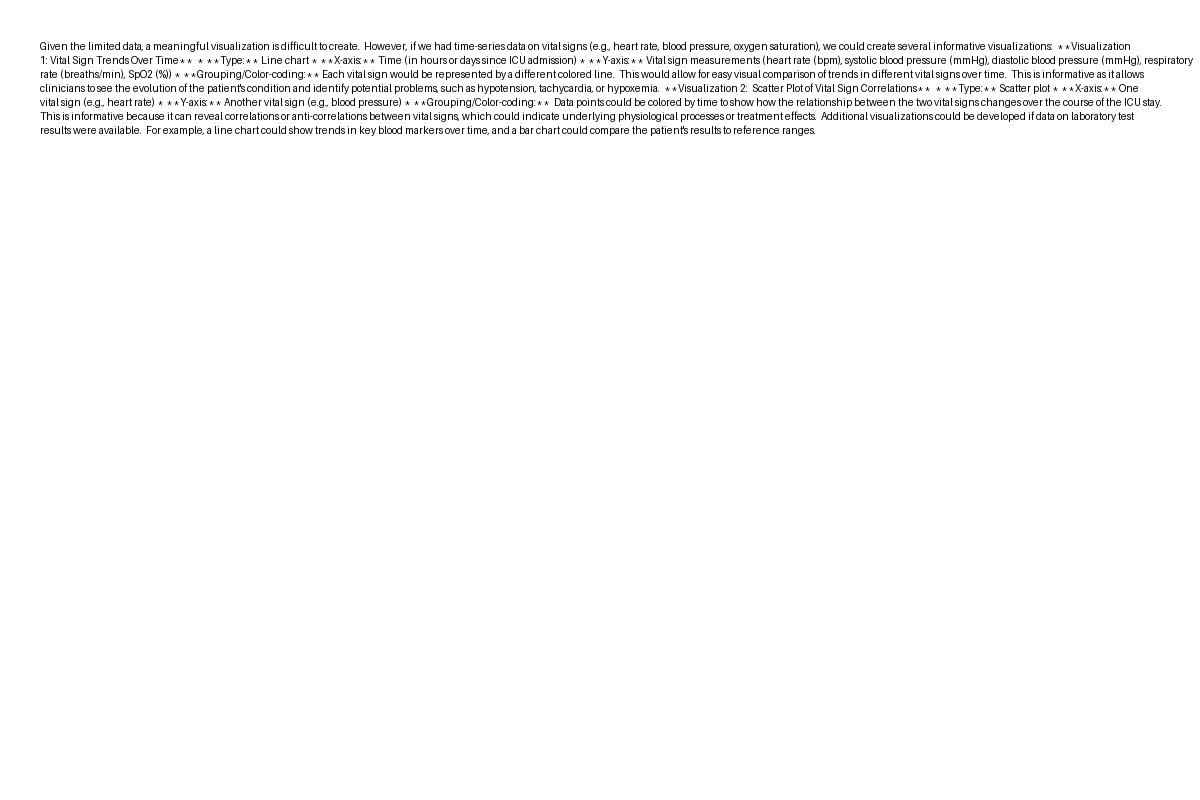 Given the limited data, a meaningful visualization is difficult to create.  However, if we had time-series data on vital signs (e.g., heart rate, blood pressure, oxygen saturation), we could create several informative visualizations:  **Visualization
1: Vital Sign Trends Over Time**  * **Type:** Line chart * **X-axis:** Time (in hours or days since ICU admission) * **Y-axis:** Vital sign measurements (heart rate (bpm), systolic blood pressure (mmHg), diastolic blood pressure (mmHg), respiratory
rate (breaths/min), SpO2 (%)) * **Grouping/Color-coding:** Each vital sign would be represented by a different colored line.  This would allow for easy visual comparison of trends in different vital signs over time.  This is informative as it allows
clinicians to see the evolution of the patient's condition and identify potential problems, such as hypotension, tachycardia, or hypoxemia.  **Visualization 2:  Scatter Plot of Vital Sign Correlations**  * **Type:** Scatter plot * **X-axis:** One
vital sign (e.g., heart rate) * **Y-axis:** Another vital sign (e.g., blood pressure) * **Grouping/Color-coding:**  Data points could be colored by time to show how the relationship between the two vital signs changes over the course of the ICU stay.
This is informative because it can reveal correlations or anti-correlations between vital signs, which could indicate underlying physiological processes or treatment effects.  Additional visualizations could be developed if data on laboratory test
results were available.  For example, a line chart could show trends in key blood markers over time, and a bar chart could compare the patient's results to reference ranges.